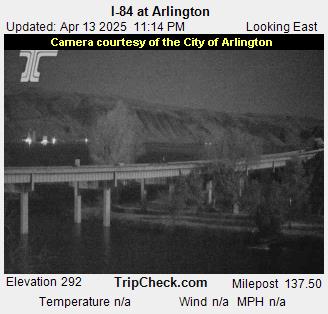 I-84 at Arlington
Updated: Apr 13 2025 11:14 PM Looking East
Camera courtesy of the City of Arlington
Elevation 292 TripCheck.com Milepost 137.50
Temperature n/a Wind n/a MPH n/a